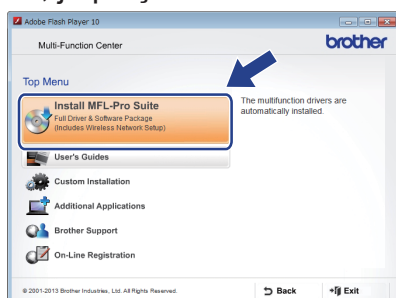 Adobe Flash Player 10
Multi-Function Center
brother
Top Menu
Install MFL-Pro Suite
Full Driver & Software Package
(Includes Wireless Network Setup)
The multifunction drivers are
automatically installed.
User's Guides
Custom Installation
Additional Applications
Brother Support
On-Line Registration
© 2001-2013 Brother Industries, Ltd. All Rights Reserved.
Back
Exit